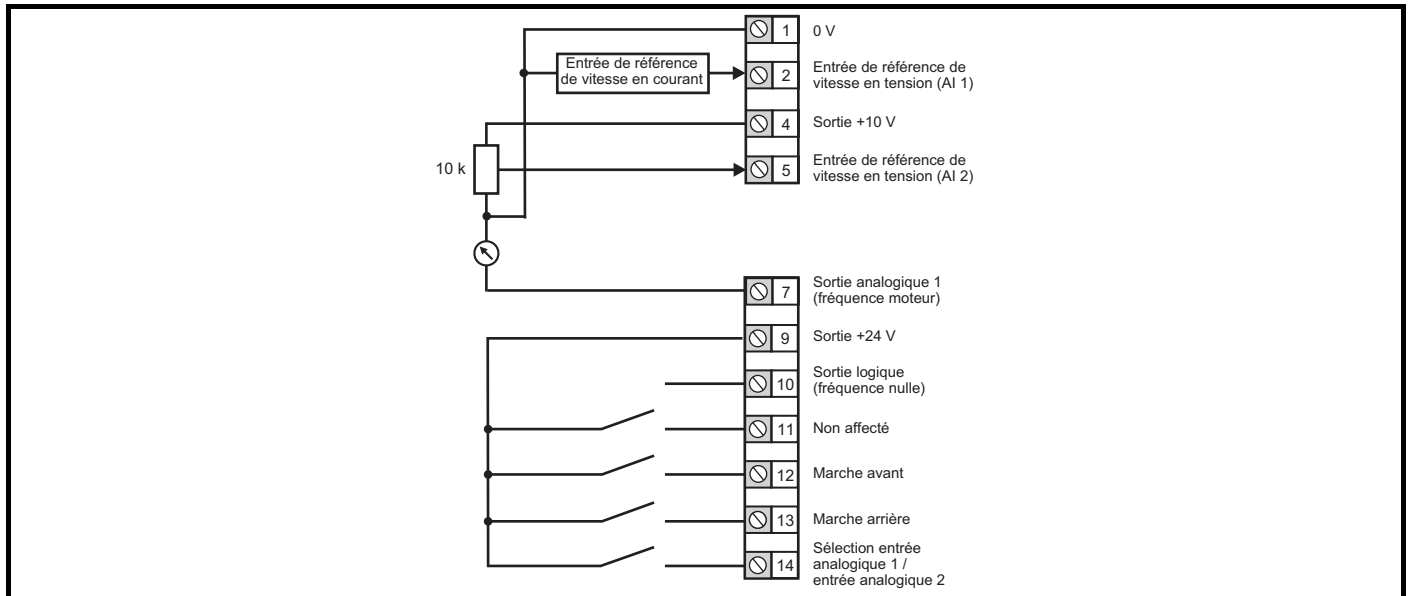 1 0 V
Entrée de référence
de vitesse en courant
2 Entrée de référence de
vitesse en tension (AI 1)
4 Sortie +10 V
10 k
5 Entrée de référence de
vitesse en tension (AI 2)
7 Sortie analogique 1
(fréquence moteur)
9 Sortie +24 V
10 Sortie logique
(fréquence nulle)
11 Non affecté
12 Marche avant
13 Marche arrière
14 Sélection entrée
analogique 1 /
entrée analogique 2